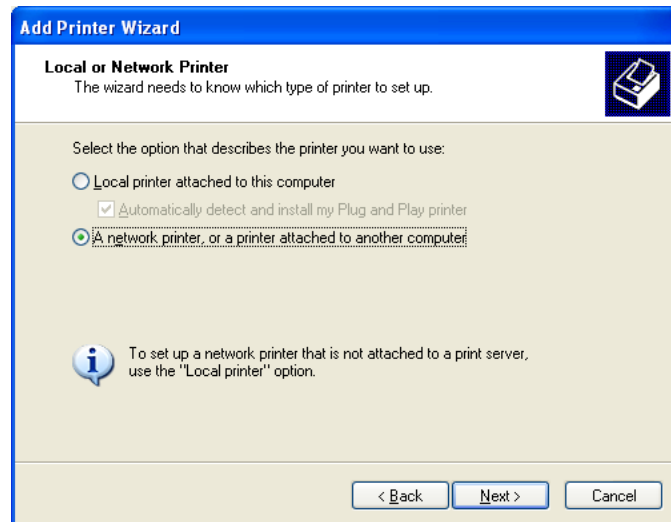 Add Printer Wizard
Local or Network Printer
The wizard needs to know which type of printer to set up.
Select the option that describes the printer you want to use:
Local printer attached to this computer
Automatically detect and install my Plug and Play printer
A network printer, or a printer attached to another computer
To set up a network printer that is not attached to a print server,
use the "Local printer" option.
< Back
Next >
Cancel